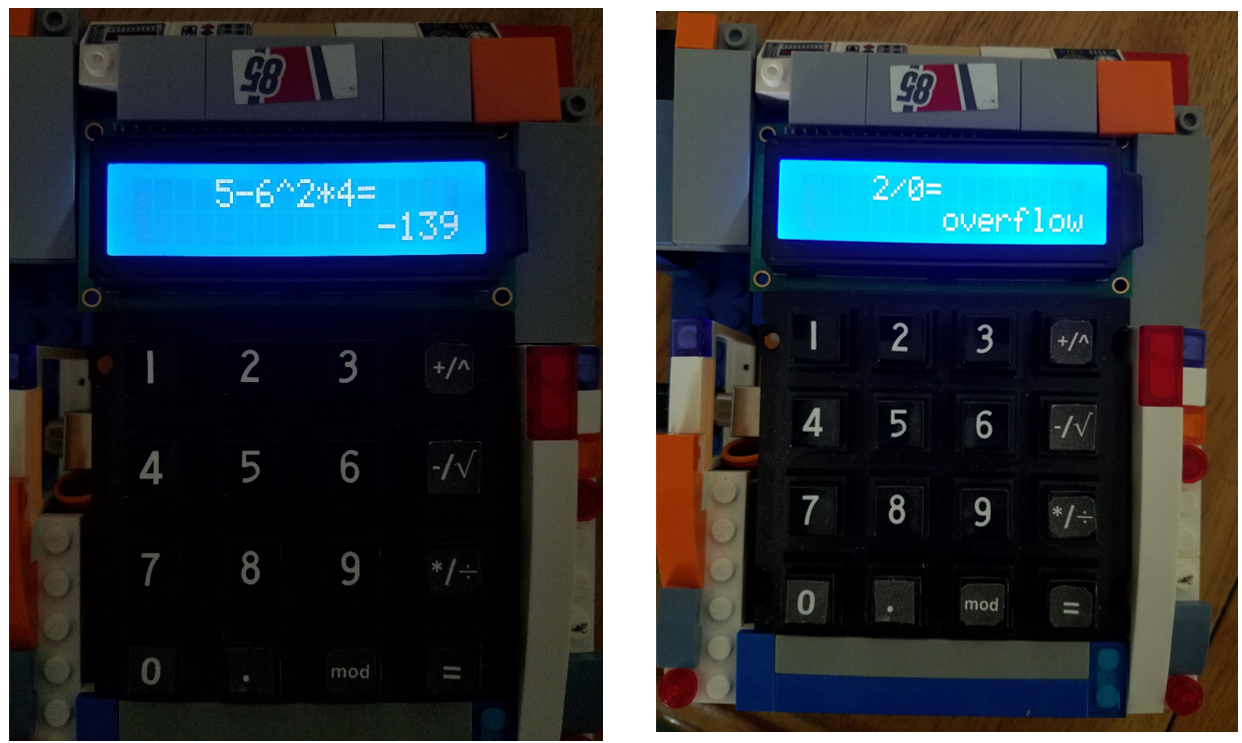 85
5-6^2*4=
-139
1 2 3 +/^
4 5 6 -/√
7 8 9 */÷
0 . mod =
85
2/0=
overflow
1 2 3 +/^
4 5 6 -/√
7 8 9 */÷
0 . mod =